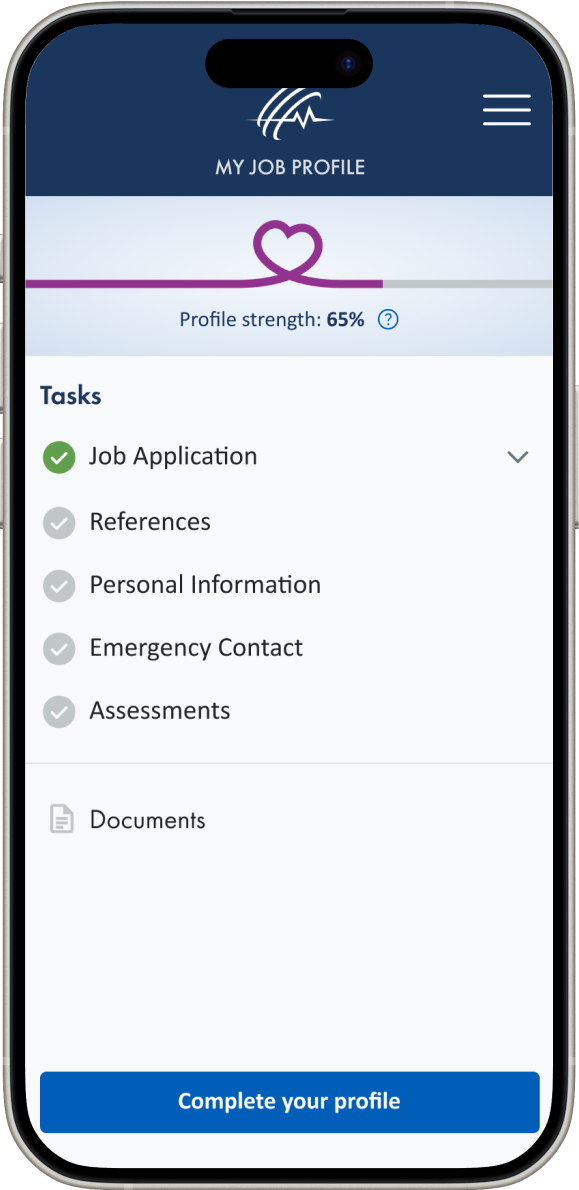 MY JOB PROFILE
Profile strength: 65% ?
Tasks
Job Application
References
Personal Information
Emergency Contact
Assessments
Documents
Complete your profile